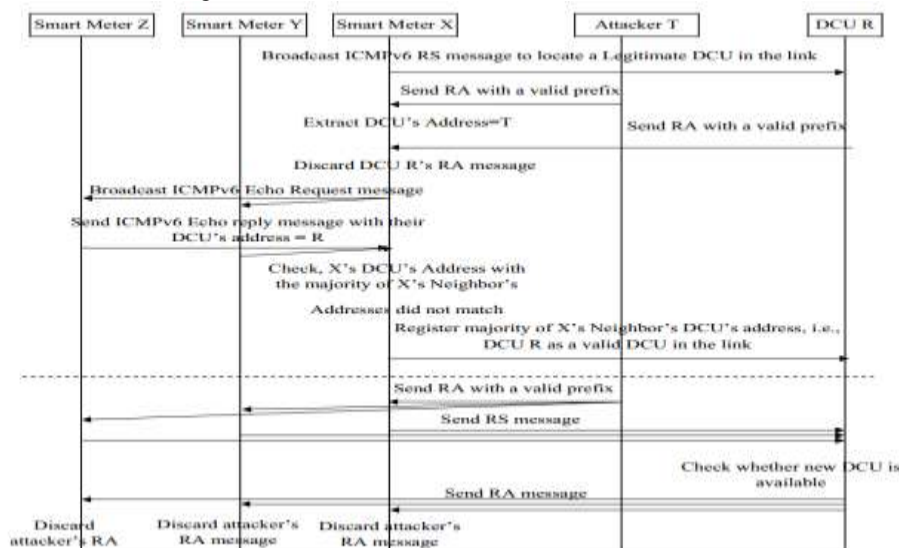 Smart Meter Z
Smart Meter Y
Smart Meter X
Attacker T
DCU R
Broadcast ICMPv6 RS message to locate a Legitimate DCU in the link
Send RA with a valid prefix
Extract DCU's Address=T
Send RA with a valid prefix
Discard DCU R's RA message
Broadcast ICMPv6 Echo Request message
Send ICMPv6 Echo reply message with their
DCU's address = R
Check, X's DCU's Address with
the majority of X's Neighbor's
Addresses did not match
Register majority of X's Neighbor's DCU's address, i.e.,
DCU R as a valid DCU in the link
Send RA with a valid prefix
Send RS message
Check whether new DCU is
available
Send RA message
Discard
attacker's RA
Discard attacker's
RA message
Discard attacker's
RA message